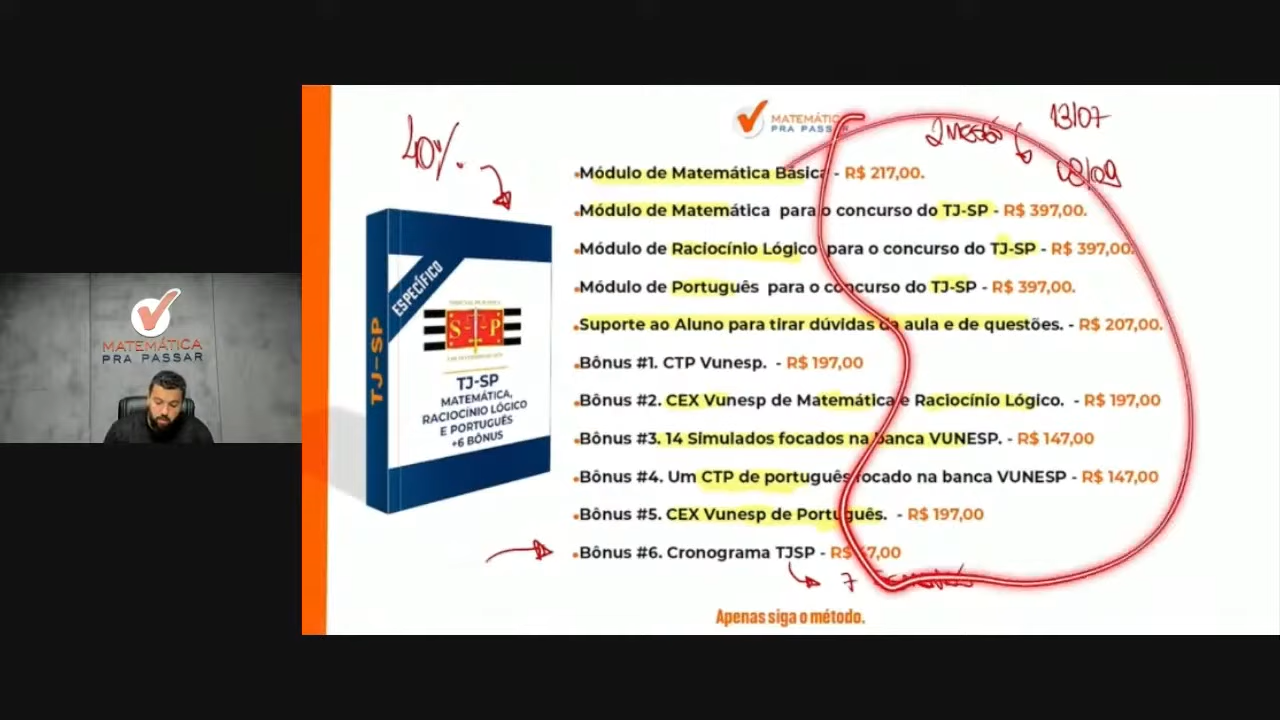 MATEMÁTICA
PRA PASSAR
40%
ESPECÍFICO
TJ-SP
S P
TJ-SP
MATEMÁTICA,
RACIOCÍNIO LÓGICO
E PORTUGUÊS
+6 BÔNUS
MATEMÁTICA
PRA PASSAR
2 meses
13/07
08/09
•Módulo de Matemática Básica - R$ 217,00.
•Módulo de Matemática para o concurso do TJ-SP - R$ 397,00.
•Módulo de Raciocínio Lógico para o concurso do TJ-SP - R$ 397,00.
•Módulo de Português para o concurso do TJ-SP - R$ 397,00.
•Suporte ao Aluno para tirar dúvidas da aula e de questões. - R$ 207,00.
•Bônus #1. CTP Vunesp. - R$ 197,00
•Bônus #2. CEX Vunesp de Matemática e Raciocínio Lógico. - R$ 197,00
•Bônus #3. 14 Simulados focados na banca VUNESP. - R$ 147,00
•Bônus #4. Um CTP de português focado na banca VUNESP - R$ 147,00
•Bônus #5. CEX Vunesp de Português. - R$ 197,00
•Bônus #6. Cronograma TJSP - R$ 7,00
7 semanas
Apenas siga o método.